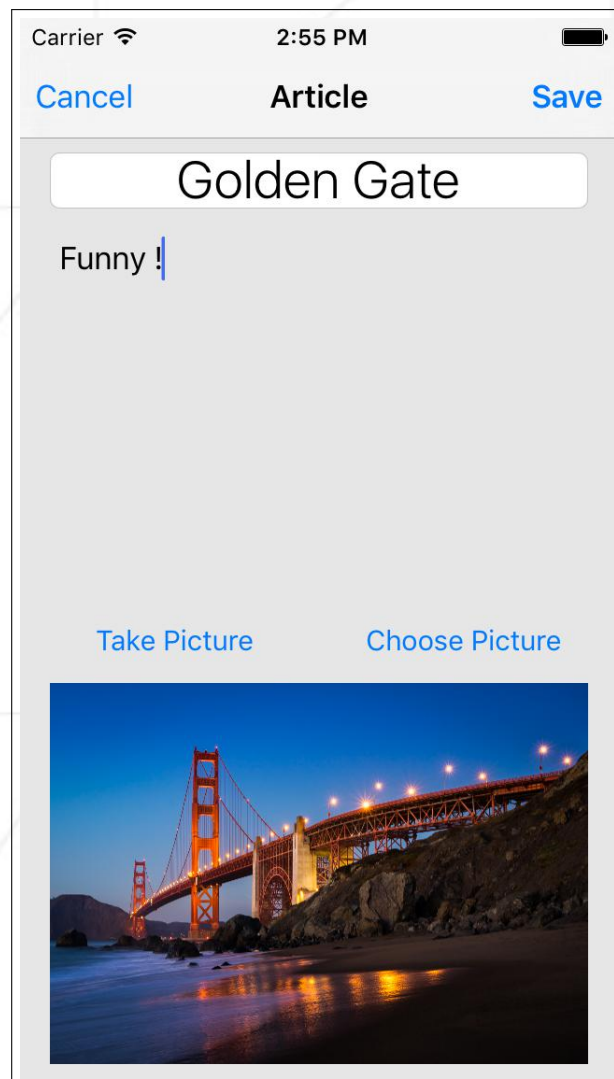 Carrier 2:55 PM
Cancel Article Save
Golden Gate
Funny !
Take Picture Choose Picture